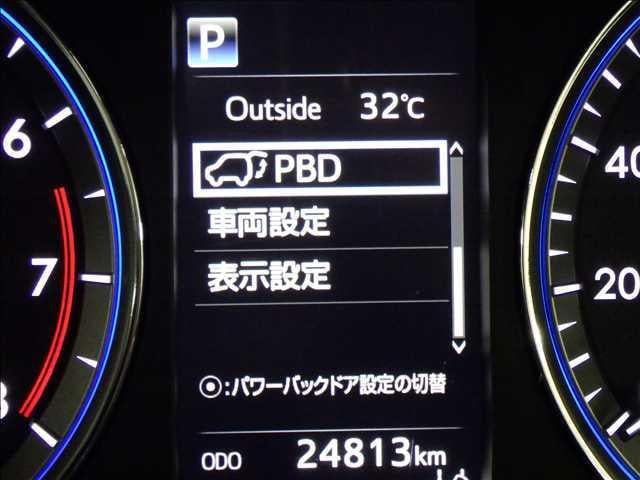 P
Outside 32℃
6
PBD
40
車両設定
7
表示設定
20
8
⦿:パワーバックドア設定の切替
ODO 24813km